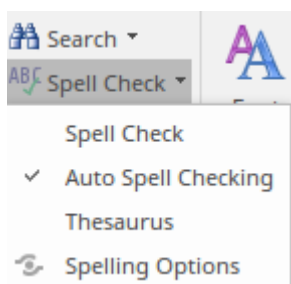 Search
ABC Spell Check
Spell Check
Auto Spell Checking
Thesaurus
Spelling Options